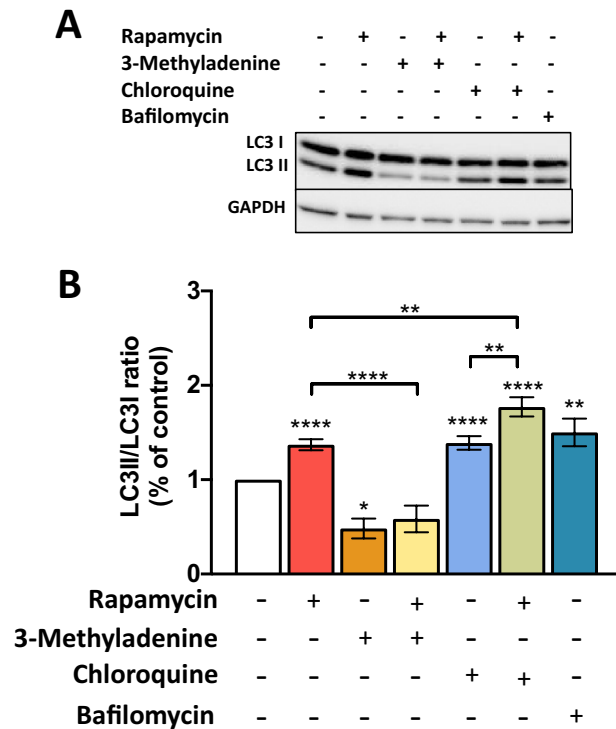 A
Rapamycin - + - + - + -
3-Methyladenine - - + + - - -
Chloroquine - - - - + + -
Bafilomycin - - - - - - +
LC3 I
LC3 II
GAPDH
B
LC3II/LC3I ratio
(% of control)
3
2
1
0
**
**
****
****
****
****
**
*
Rapamycin - + - + - + -
3-Methyladenine - - + + - - -
Chloroquine - - - - + + -
Bafilomycin - - - - - - +